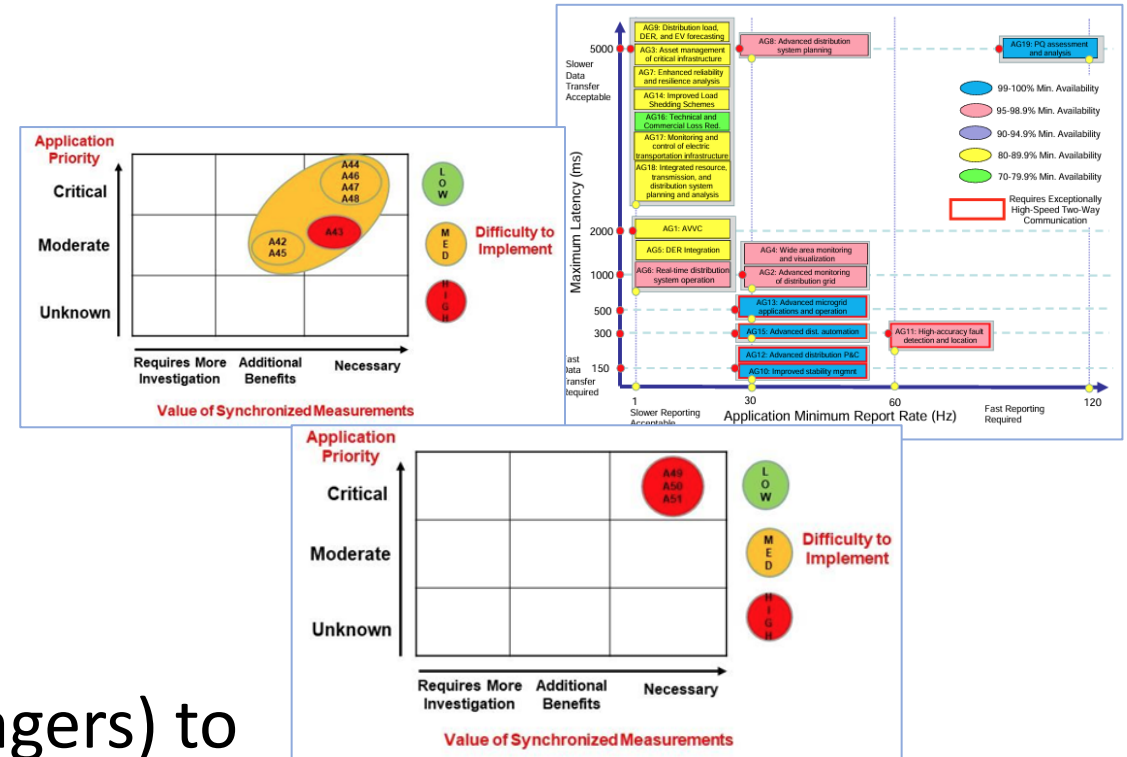 AG9: Distribution load,
DER, and EV forecasting
AG3: Asset management
of critical infrastructure
AG7: Enhanced reliability
and resilience analysis
AG14: Improved Load
Shedding Schemes
AG16: Technical and
Commercial Loss Red.
AG17: Monitoring and
control of electric
transportation infrastructure
AG18: Integrated resource,
transmission, and
distribution system
planning and analysis
AG8: Advanced distribution
system planning
AG19: PQ assessment
and analysis
5000
Slower
Data
Transfer
Acceptable
99-100% Min. Availability
95-98.9% Min. Availability
90-94.9% Min. Availability
80-89.9% Min. Availability
70-79.9% Min. Availability
Requires Exceptionally
High-Speed Two-Way
Communication
Maximum Latency (ms)
2000
AG1: AVVC
AG5: DER Integration
AG6: Real-time distribution
system operation
AG4: Wide area monitoring
and visualization
1000
AG2: Advanced monitoring
of distribution grid
500
AG13: Advanced microgrid
applications and operation
300
AG15: Advanced dist. automation
AG11: High-accuracy fault
detection and location
AG12: Advanced distribution P&C
150
AG10: Improved stability mgmt
ast
ata
ransfer
equired
1
30
60
120
Slower Reporting
Acceptable
Application Minimum Report Rate (Hz)
Fast Reporting
Required
Application
Priority
Critical
Moderate
Unknown
A44
A46
A47
A48
A43
A42
A45
LOW
MED
HIGH
Difficulty to
Implement
Requires More
Investigation
Additional
Benefits
Necessary
Value of Synchronized Measurements
Application
Priority
Critical
Moderate
Unknown
A49
A50
A51
LOW
MED
HIGH
Difficulty to
Implement
Requires More
Investigation
Additional
Benefits
Necessary
Value of Synchronized Measurements
agers) to